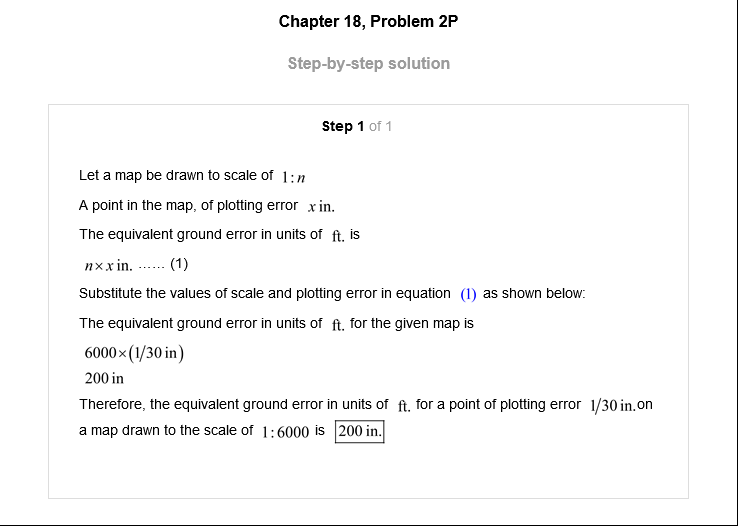 Chapter 18, Problem 2P
Step-by-step solution
Step 1 of 1
Let a map be drawn to scale of 1:n
A point in the map, of plotting error x in.
The equivalent ground error in units of ft. is
n×x in. ...... (1)
Substitute the values of scale and plotting error in equation (1) as shown below:
The equivalent ground error in units of ft. for the given map is
6000×(1/30 in)
200 in
Therefore, the equivalent ground error in units of ft. for a point of plotting error 1/30 in. on
a map drawn to the scale of 1:6000 is 200 in.